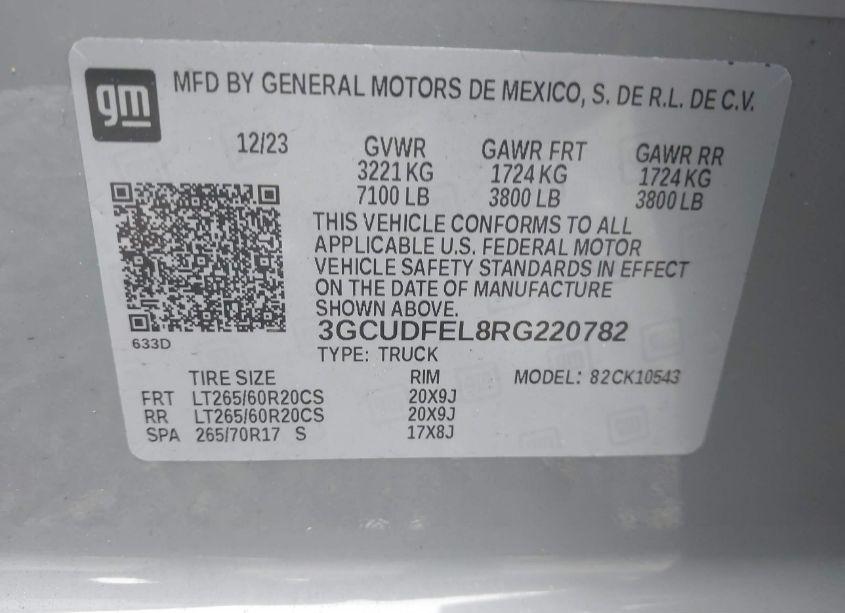 gm
MFD BY GENERAL MOTORS DE MEXICO, S. DE R.L. DE C.V.
12/23 GVWR GAWR FRT GAWR RR
3221 KG 1724 KG 1724 KG
7100 LB 3800 LB 3800 LB
THIS VEHICLE CONFORMS TO ALL
APPLICABLE U.S. FEDERAL MOTOR
VEHICLE SAFETY STANDARDS IN EFFECT
ON THE DATE OF MANUFACTURE
SHOWN ABOVE.
633D
3GCUDFEL8RG220782
TYPE: TRUCK
TIRE SIZE RIM MODEL: 82CK10543
FRT LT265/60R20CS 20X9J
RR LT265/60R20CS 20X9J
SPA 265/70R17 S 17X8J